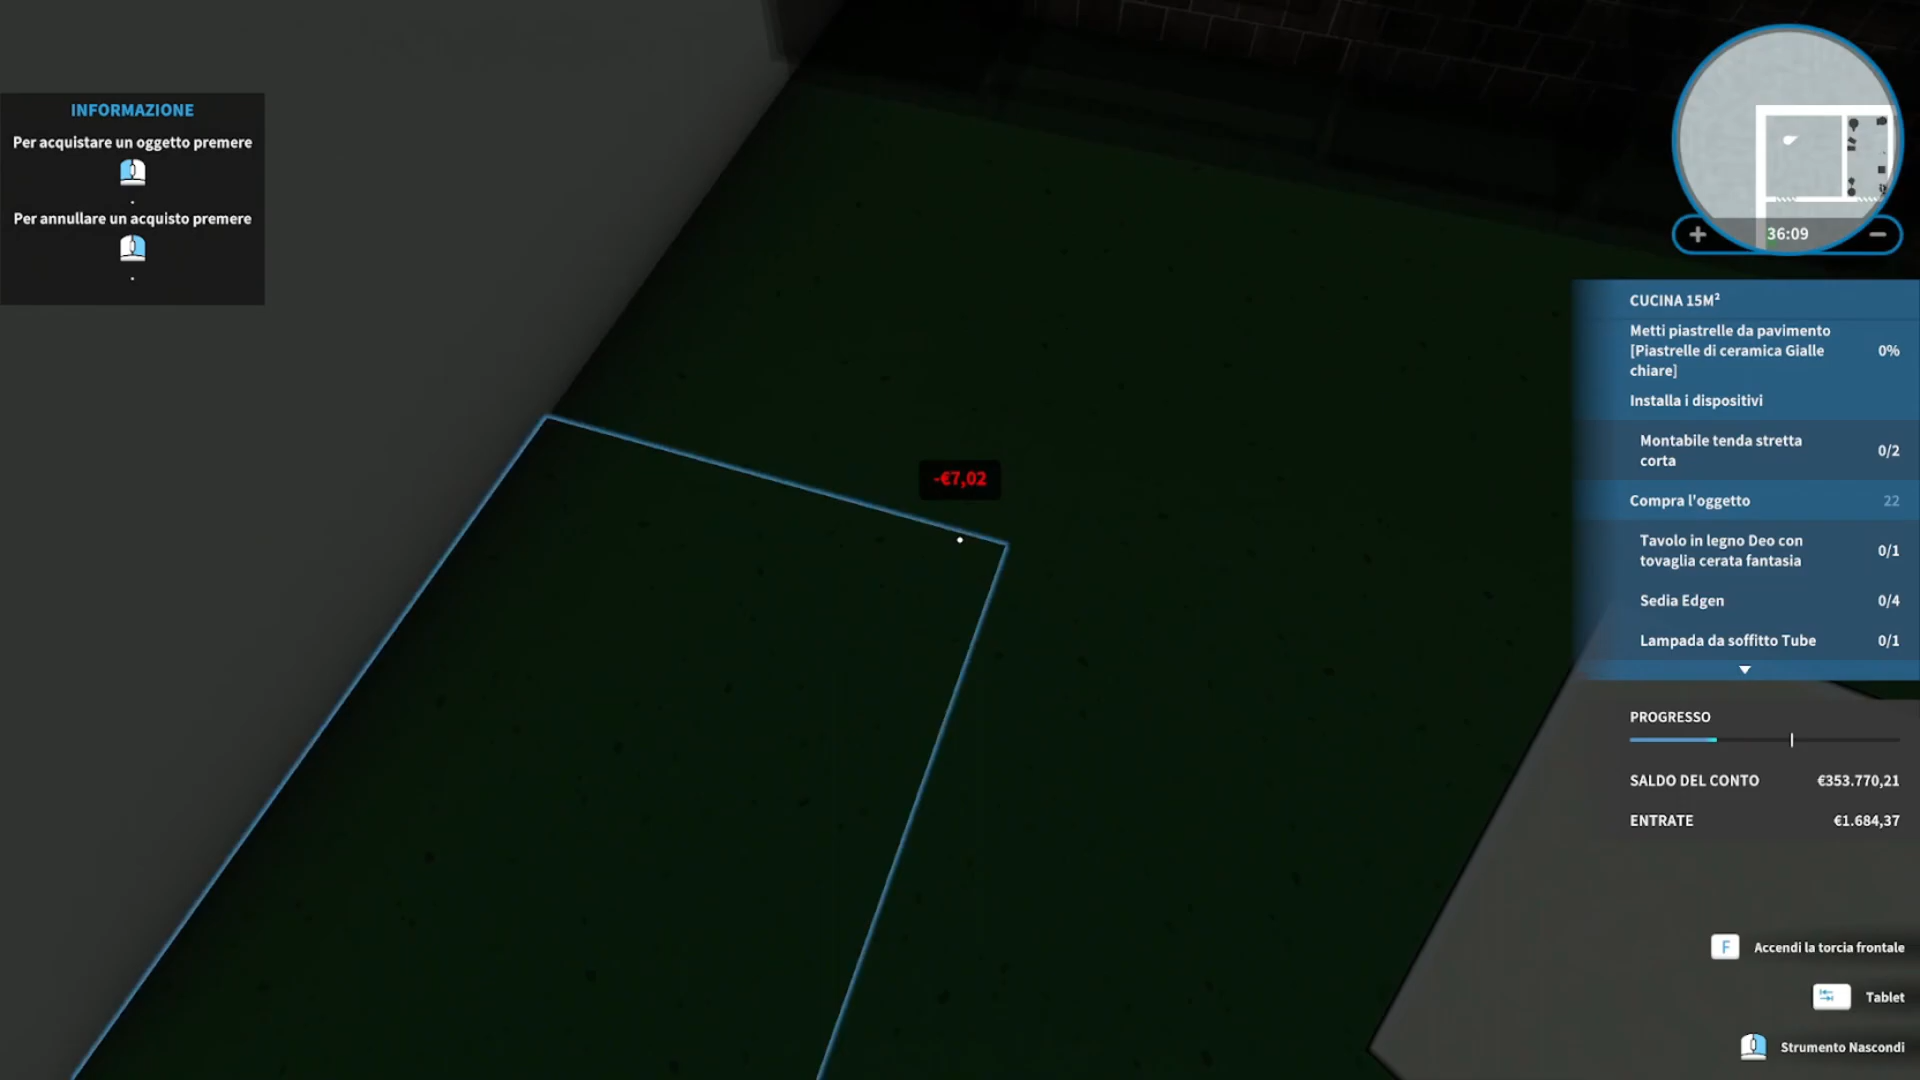 INFORMAZIONE
Per acquistare un oggetto premere
.
Per annullare un acquisto premere
.
-€7,02
+ 36:09 −
CUCINA 15M²
Metti piastrelle da pavimento
[Piastrelle di ceramica Gialle
chiare]
0%
Installa i dispositivi
Montabile tenda stretta
corta
0/2
Compra l'oggetto 22
Tavolo in legno Deo con
tovaglia cerata fantasia
0/1
Sedia Edgen 0/4
Lampada da soffitto Tube 0/1
PROGRESSO
SALDO DEL CONTO €353.770,21
ENTRATE €1.684,37
F Accendi la torcia frontale
Tablet
Strumento Nascondi